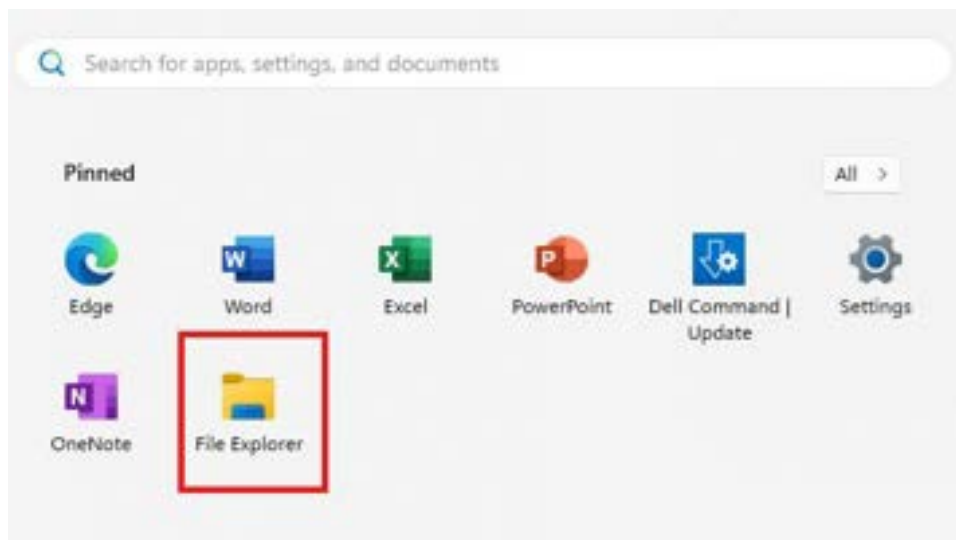 Search for apps, settings, and documents
Pinned
All >
Edge
Word
Excel
PowerPoint
Dell Command |
Update
Settings
OneNote
File Explorer